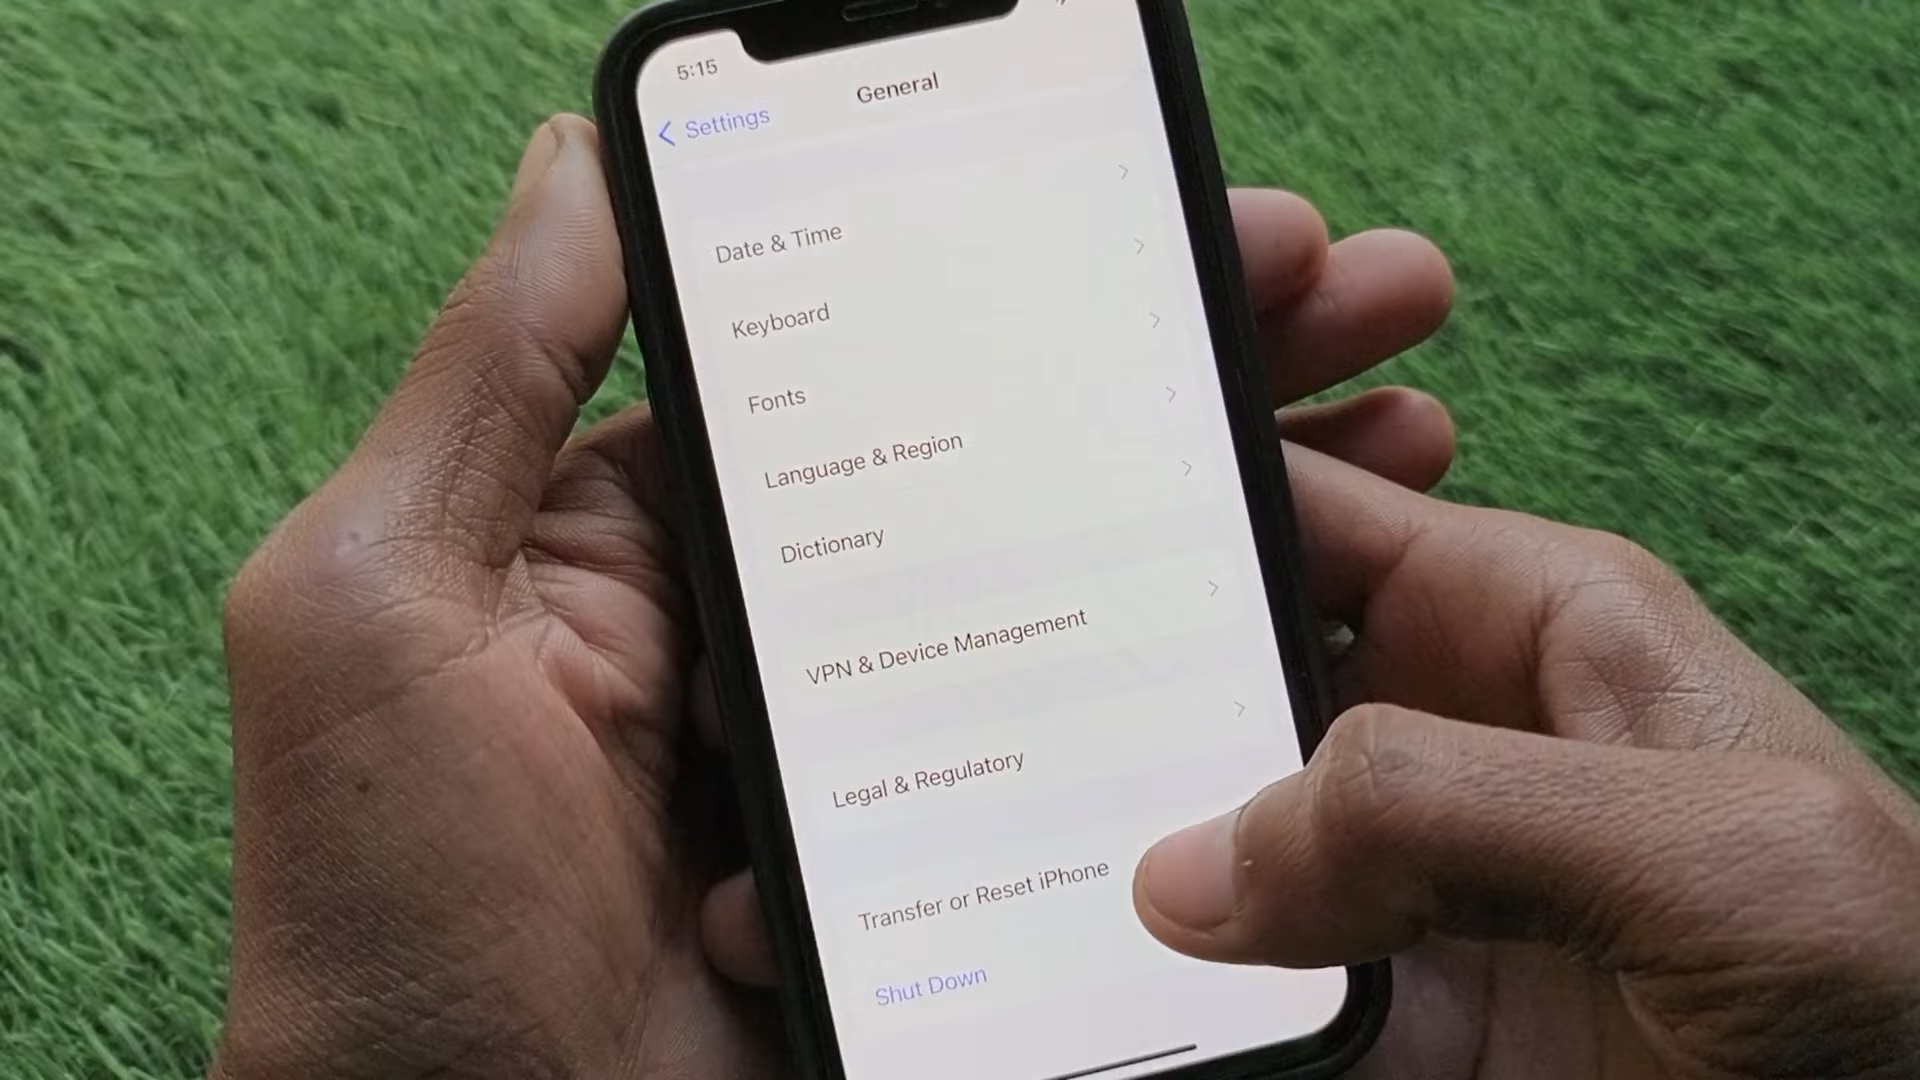 5:15
General
Settings
Date & Time
Keyboard
Fonts
Language & Region
Dictionary
VPN & Device Management
Legal & Regulatory
Transfer or Reset iPhone
Shut Down